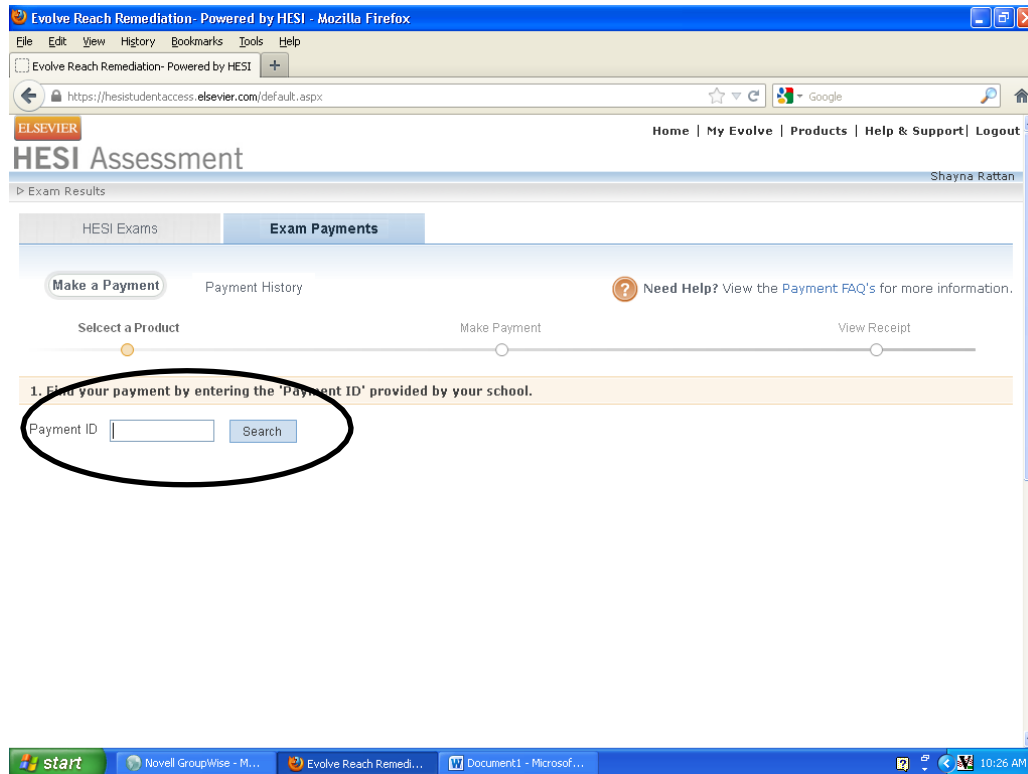 Evolve Reach Remediation- Powered by HESI - Mozilla Firefox
File Edit View History Bookmarks Tools Help
Evolve Reach Remediation- Powered by HESI +
https://hesistudentaccess.elsevier.com/default.aspx Google
ELSEVIER
Home | My Evolve | Products | Help & Support| Logout
HESI Assessment
Shayna Rattan
Exam Results
HESI Exams Exam Payments
Make a Payment Payment History ? Need Help? View the Payment FAQ's for more information.
Selcect a Product Make Payment View Receipt
1. Find your payment by entering the 'Payment ID' provided by your school.
Payment ID Search
start Novell GroupWise - M... Evolve Reach Remedi... Document1 - Microsof... 10:26 AM